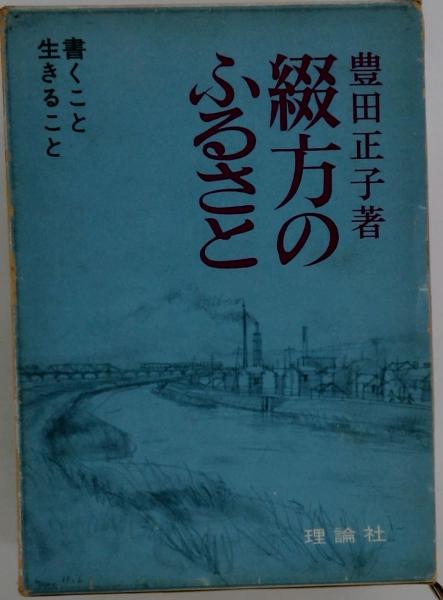 豊田正子著
綴方の
ふるさと
書くこと
生きること
理論社